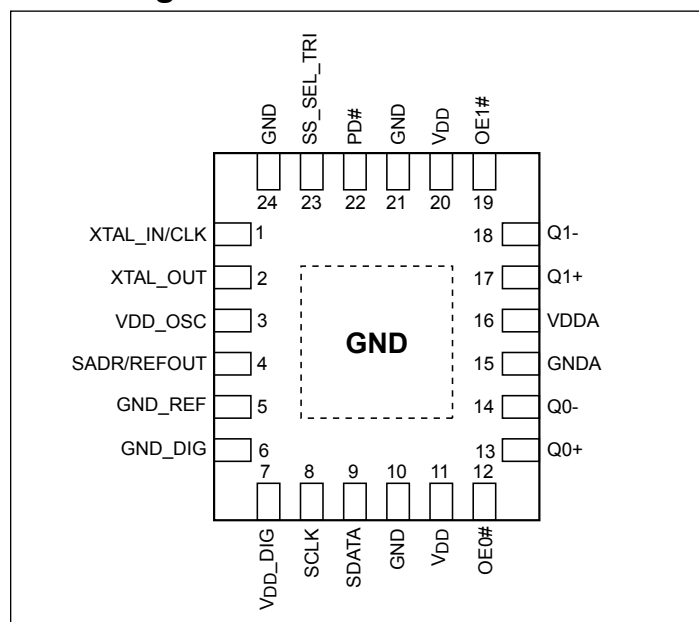 GND
SS_SEL_TRI
PD#
GND
VDD
OE1#
24
23
22
21
20
19
XTAL_IN/CLK 1
XTAL_OUT 2
VDD_OSC 3
SADR/REFOUT 4
GND_REF 5
GND_DIG 6
18 Q1-
17 Q1+
16 VDDA
15 GNDA
14 Q0-
13 Q0+
GND
7
8
9
10
11
12
VDD_DIG
SCLK
SDATA
GND
VDD
OE0#